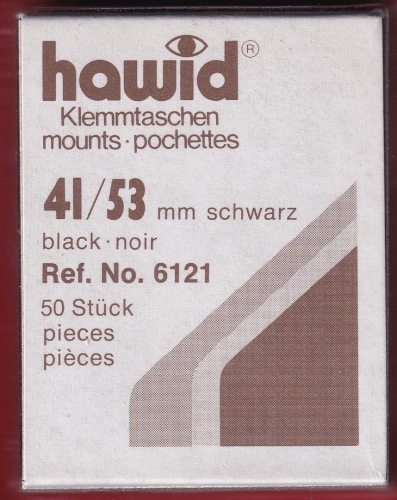 hawid®
Klemmtaschen
mounts · pochettes
41/53 mm schwarz
black · noir
Ref. No. 6121
50 Stück
pieces
pièces